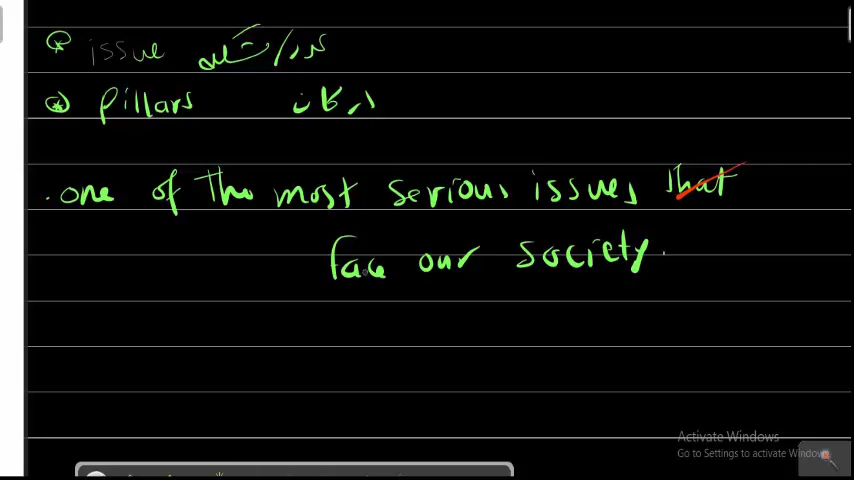 issue
pillars اركان
. one of the most serious issues that
face our society.
Activate Windows
Go to Settings to activate Windows.